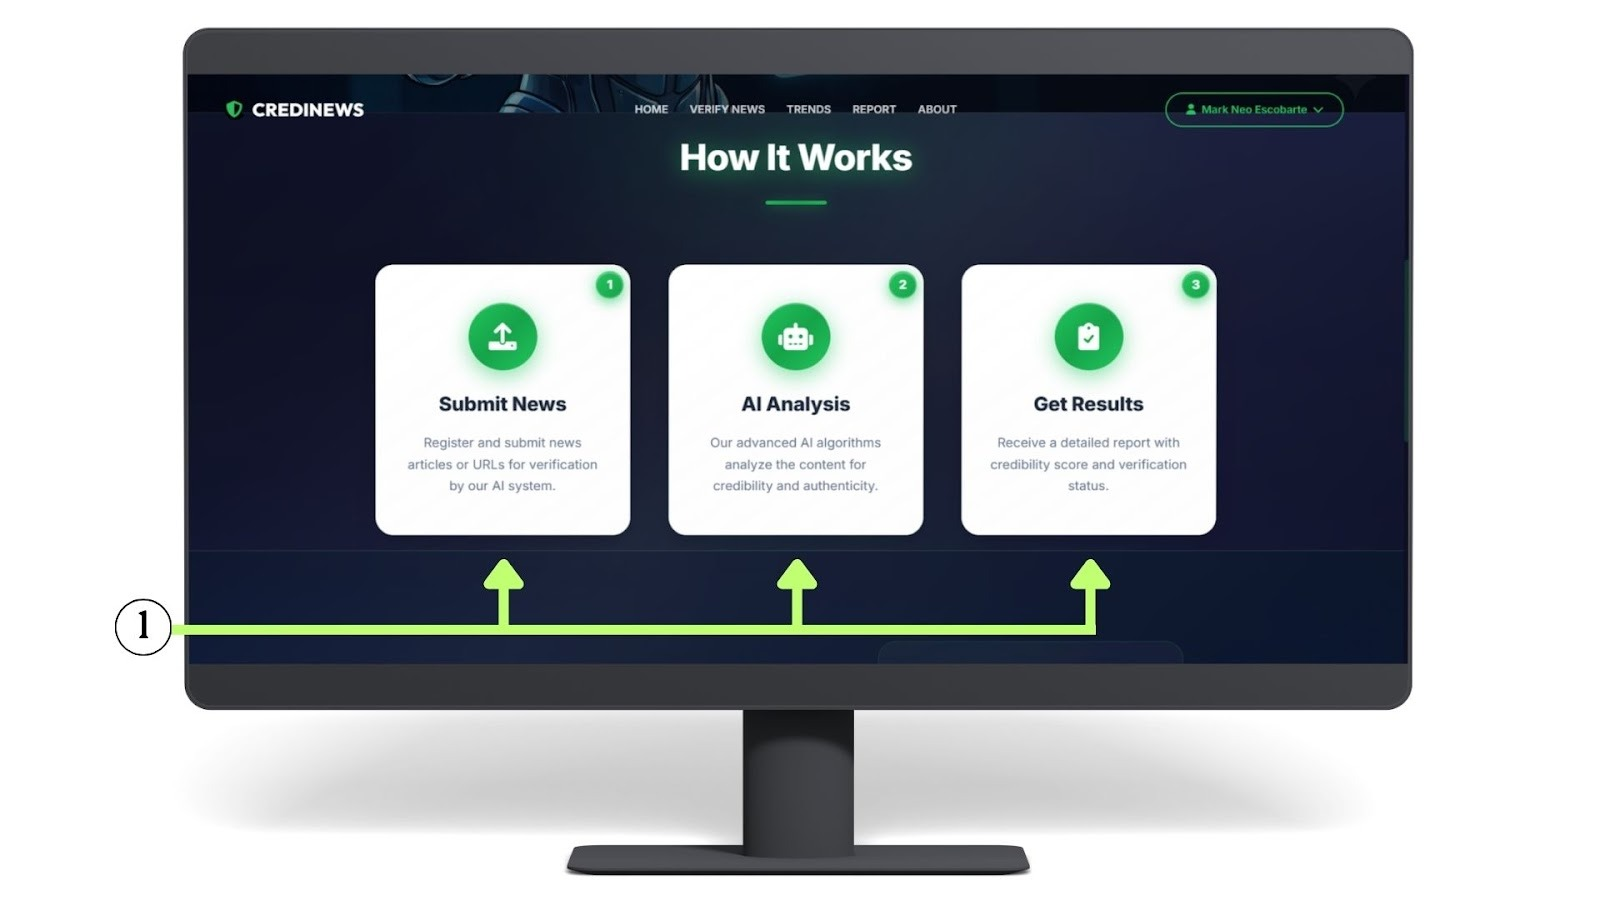 CREDINEWS
HOME VERIFY NEWS TRENDS REPORT ABOUT
Mark Neo Escobarte
How It Works
1
Submit News
Register and submit news
articles or URLs for verification
by our AI system.
2
AI Analysis
Our advanced AI algorithms
analyze the content for
credibility and authenticity.
3
Get Results
Receive a detailed report with
credibility score and verification
status.
1